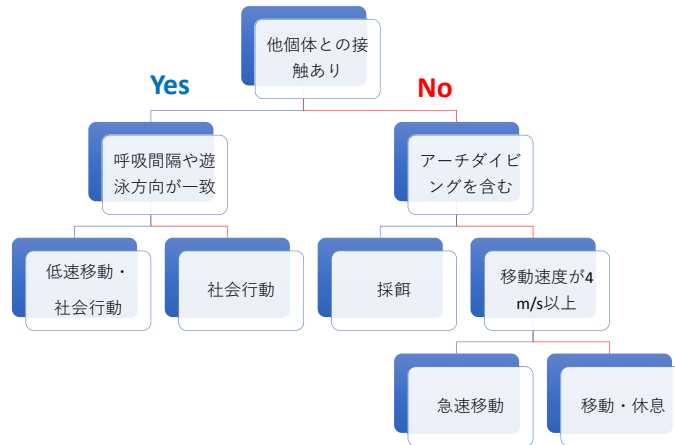 他個体との接
触あり
Yes
No
呼吸間隔や遊
泳方向が一致
アーチダイビ
ングを含む
低速移動・
社会行動
社会行動
採餌
移動速度が4
m/s以上
急速移動
移動・休息